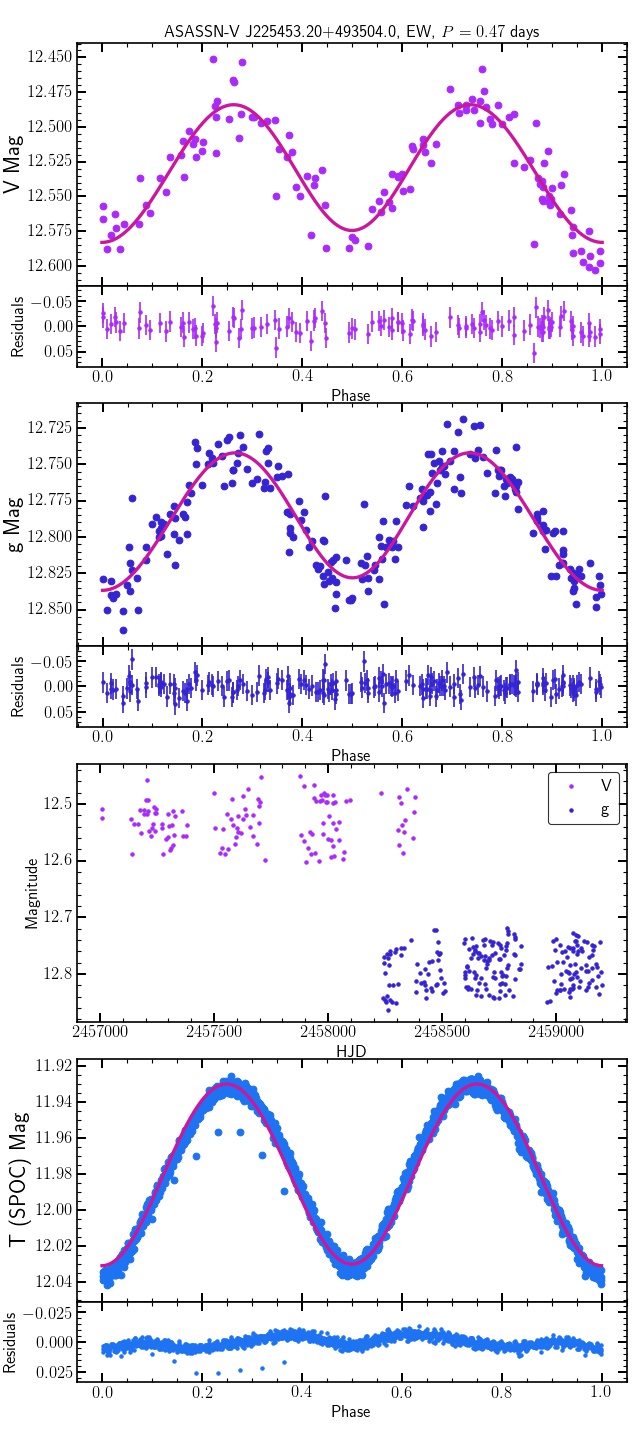 ASASSN-V J225453.20+493504.0, EW, P = 0.47 days
12.450
12.475
12.500
12.525
12.550
12.575
12.600
V Mag
−0.05
0.00
0.05
Residuals
0.0 0.2 0.4 0.6 0.8 1.0
Phase
12.725
12.750
12.775
12.800
12.825
12.850
g Mag
−0.05
0.00
0.05
Residuals
0.0 0.2 0.4 0.6 0.8 1.0
Phase
V
g
12.5
12.6
12.7
12.8
Magnitude
2457000 2457500 2458000 2458500 2459000
HJD
11.92
11.94
11.96
11.98
12.00
12.02
12.04
T (SPOC) Mag
−0.025
0.000
0.025
Residuals
0.0 0.2 0.4 0.6 0.8 1.0
Phase